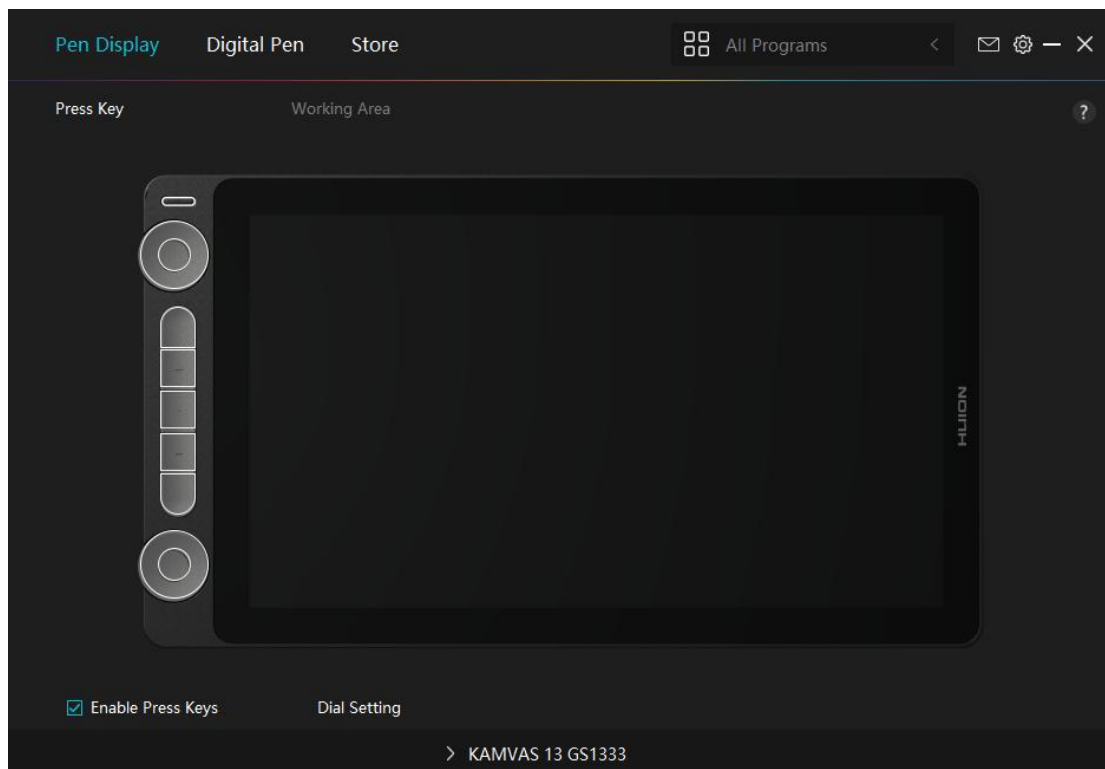 Pen Display Digital Pen Store All Programs
Press Key Working Area ?
HUION
Enable Press Keys Dial Setting
KAMVAS 13 GS1333